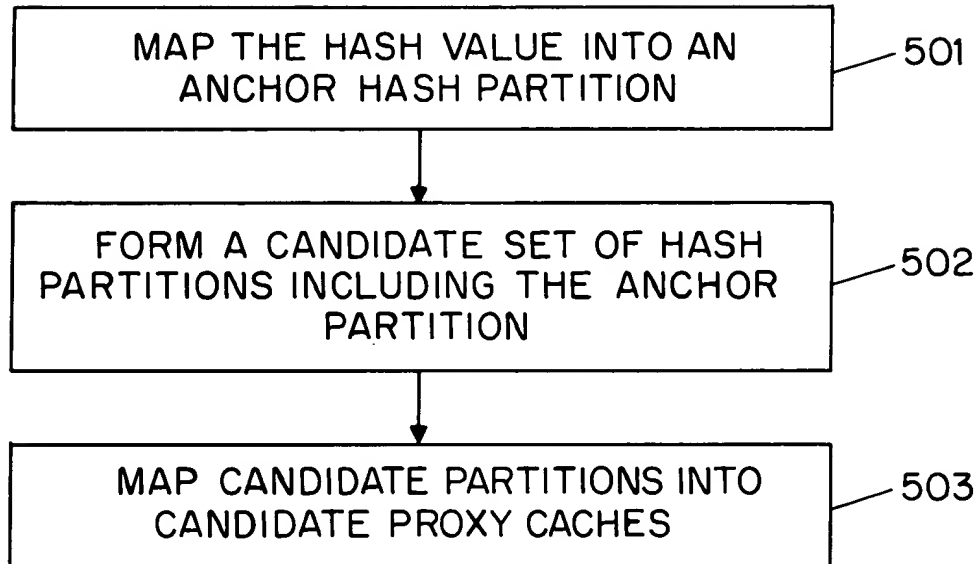 MAP THE HASH VALUE INTO AN
ANCHOR HASH PARTITION
501
FORM A CANDIDATE SET OF HASH
PARTITIONS INCLUDING THE ANCHOR
PARTITION
502
MAP CANDIDATE PARTITIONS INTO
CANDIDATE PROXY CACHES
503